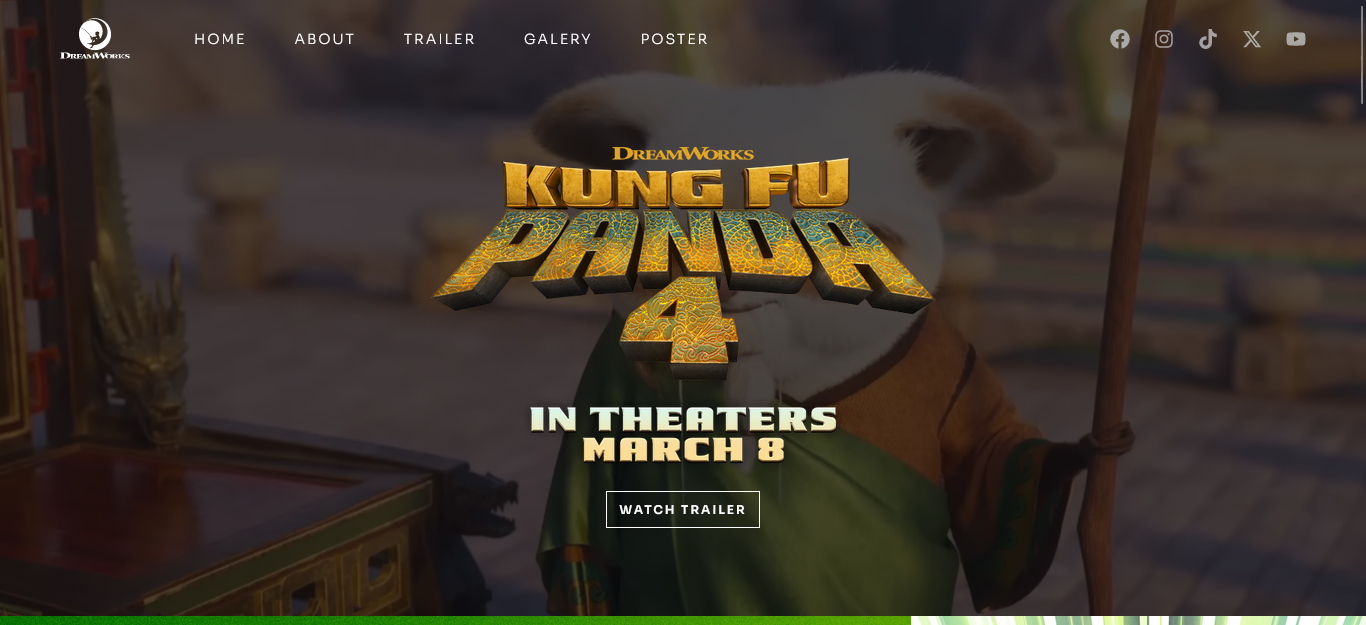 DREAMWORKS
HOME
ABOUT
TRAILER
GALERY
POSTER
DREAMWORKS
KUNG FU
PANDA
4
IN THEATERS
MARCH 8
WATCH TRAILER